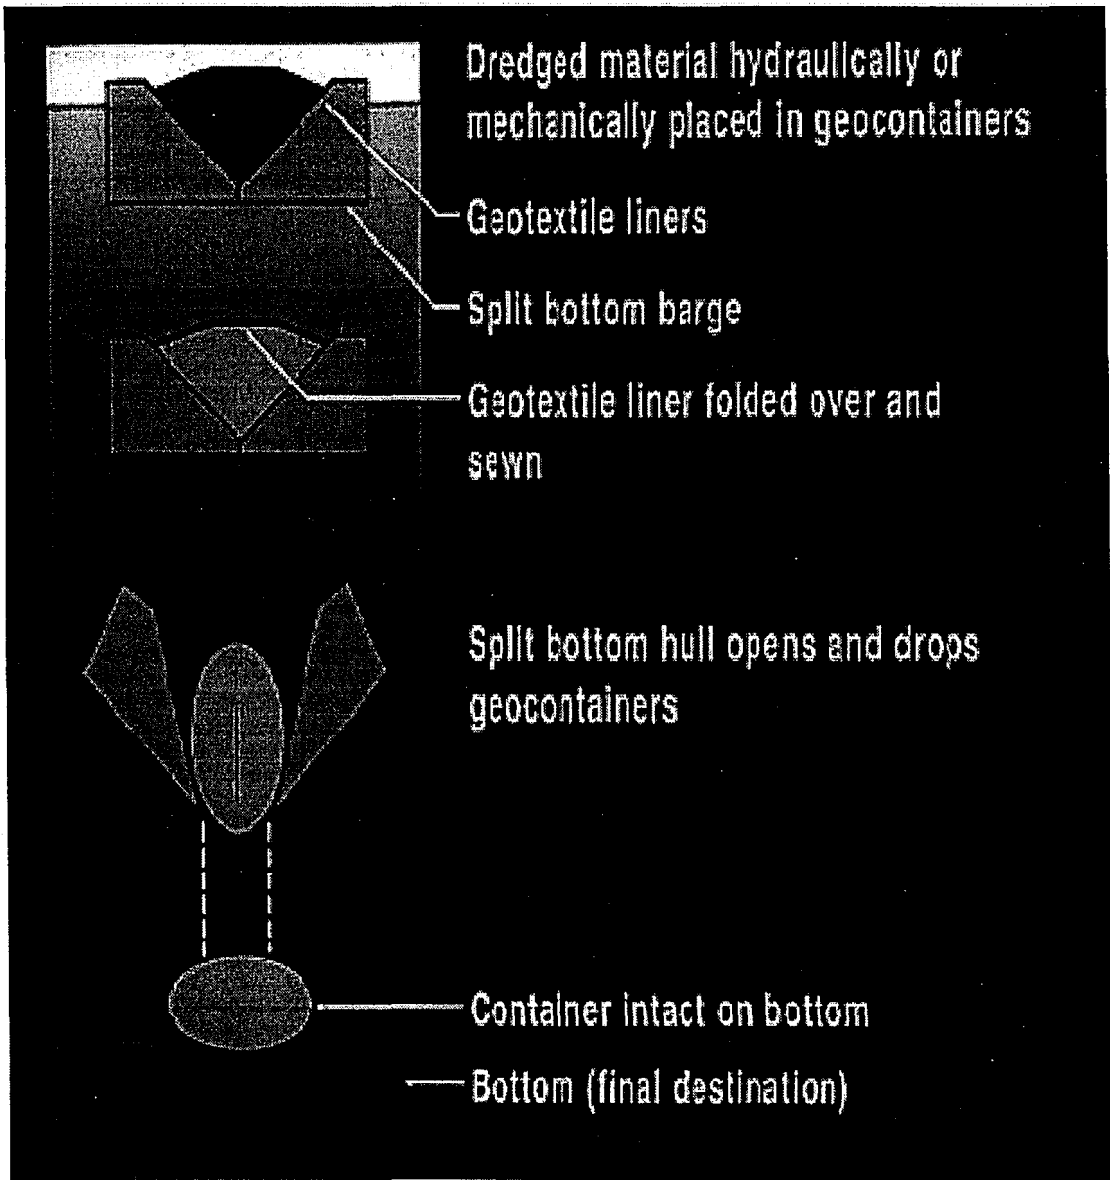 Dredged material hydraulically or
mechanically placed in geocontainers
Geotextile liners
Split bottom barge
Geotextile liner folded over and
sewn
Split bottom hull opens and drops
geocontainers
Container intact on bottom
Bottom (final destination)